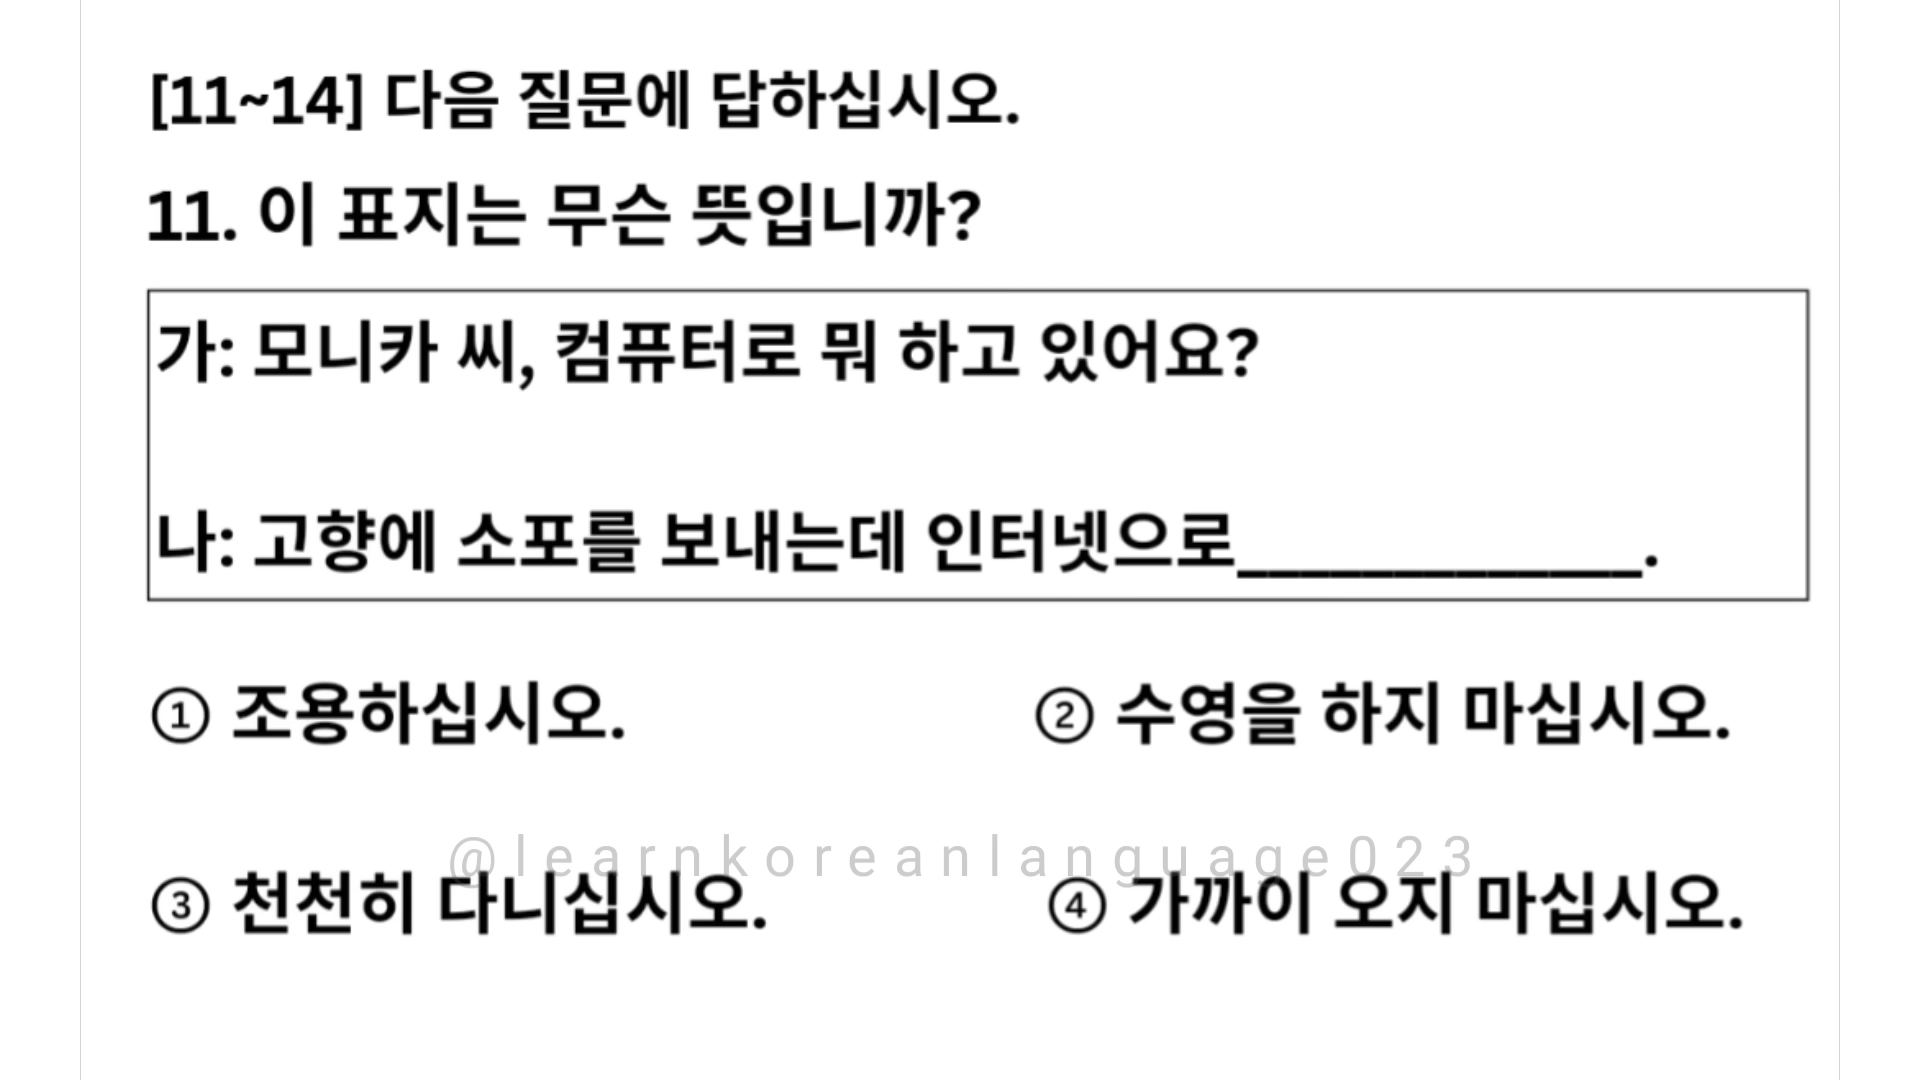 [11~14] 다음 질문에 답하십시오.
11. 이 표지는 무슨 뜻입니까?
가: 모니카 씨, 컴퓨터로 뭐 하고 있어요?
나: 고향에 소포를 보내는데 인터넷으로_____________.
① 조용하십시오.
② 수영을 하지 마십시오.
@learnkoreanlanguage023
③ 천천히 다니십시오.
④ 가까이 오지 마십시오.